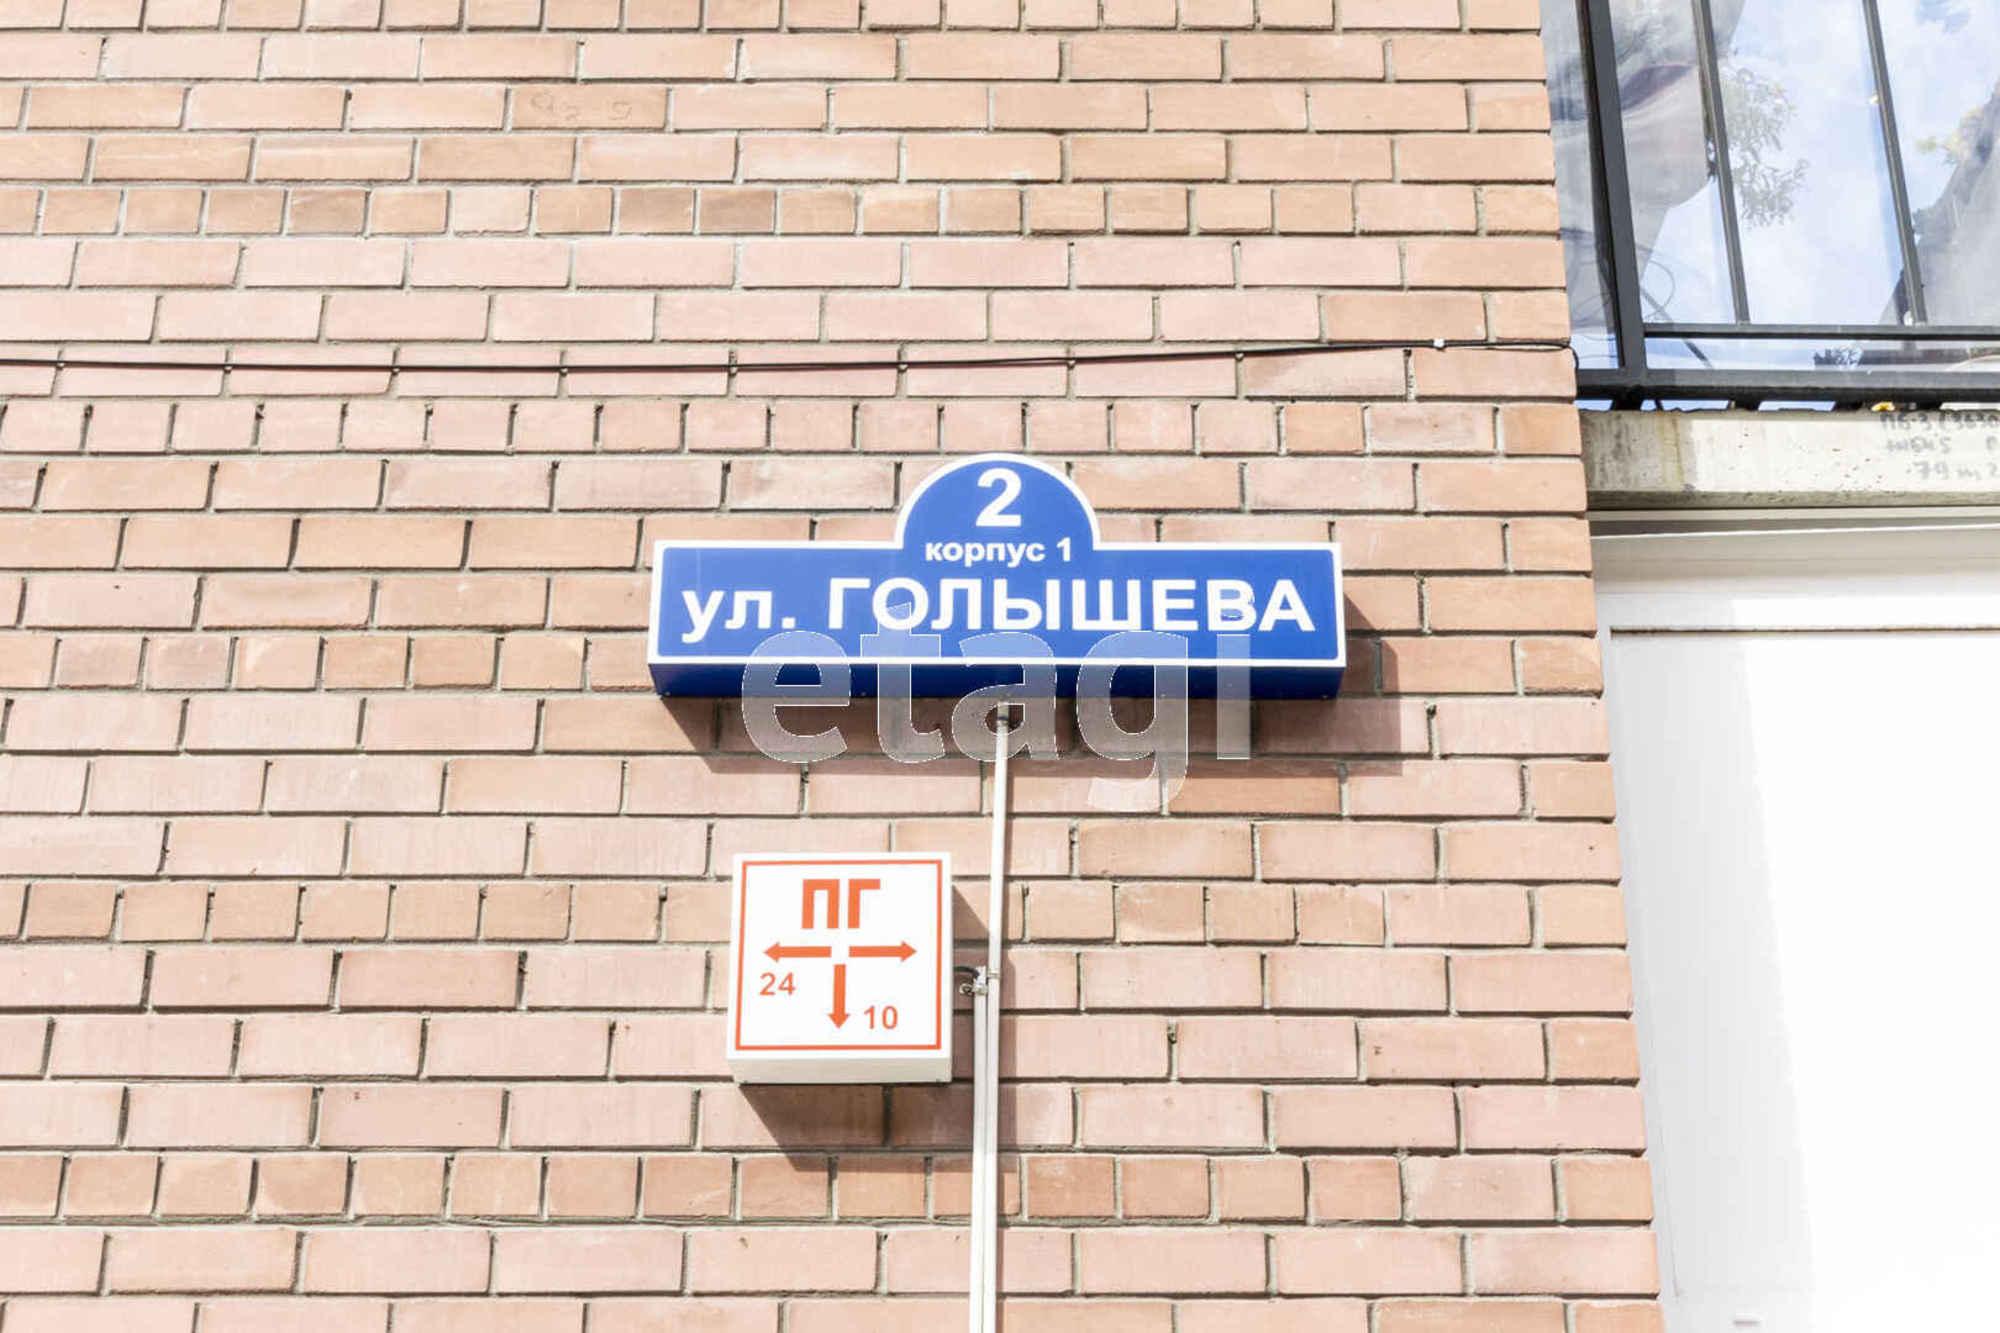 2
корпус 1
ул. ГОЛЫШЕВА
etagi
ПГ
24
10